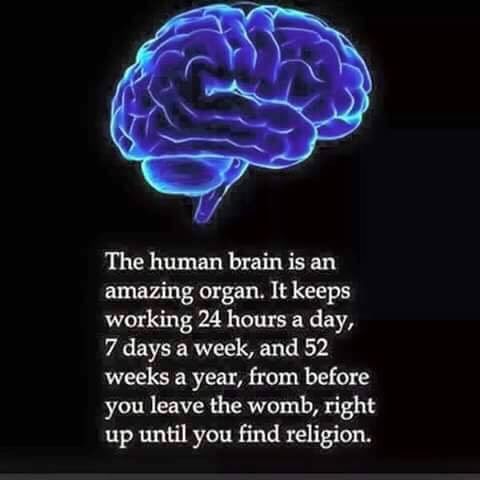 The human brain is an
amazing organ. It keeps
working 24 hours a day,
7 days a week, and 52
weeks a year, from before
you leave the womb, right
up until you find religion.